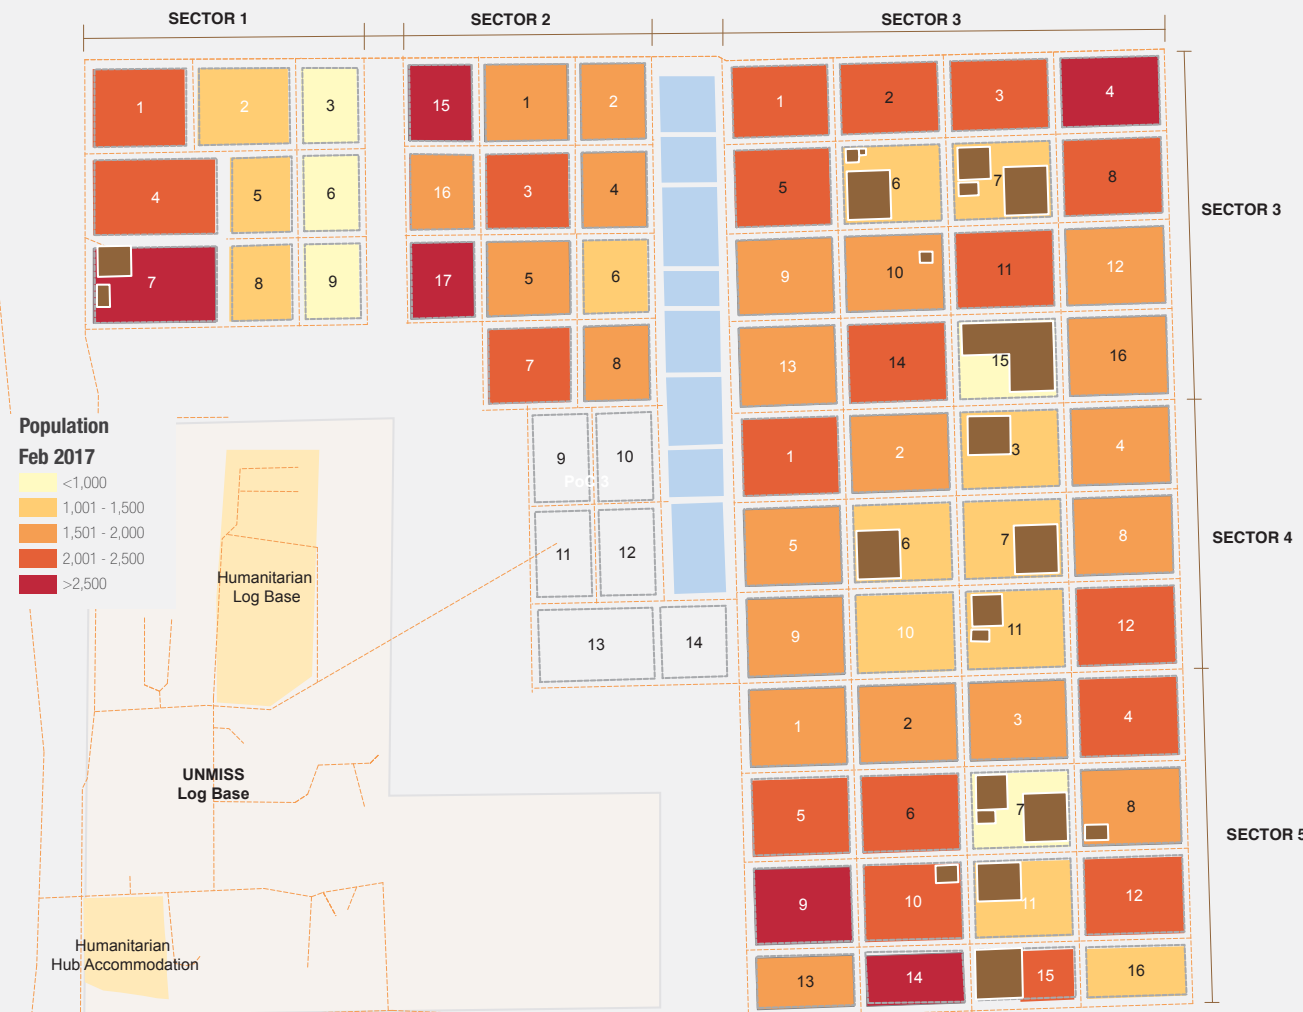 SECTOR 1
SECTOR 2
SECTOR 3
1 2 3
15 1 2
1 2 3 4
4 5 6
16 3 4
5 6 7 8
SECTOR 3
7 8 9
17 5 6
9 10 11 12
7 8
13 14 15 16
Population
Feb 2017
<1,000
1,001 - 1,500
1,501 - 2,000
2,001 - 2,500
>2,500
9 10
PoC 3
1 2 3 4
11 12
5 6 7 8
SECTOR 4
Humanitarian
Log Base
13 14
9 10 11 12
1 2 3 4
UNMISS
Log Base
5 6 7 8
SECTOR 5
9 10 11 12
Humanitarian
Hub Accommodation
13 14 15 16